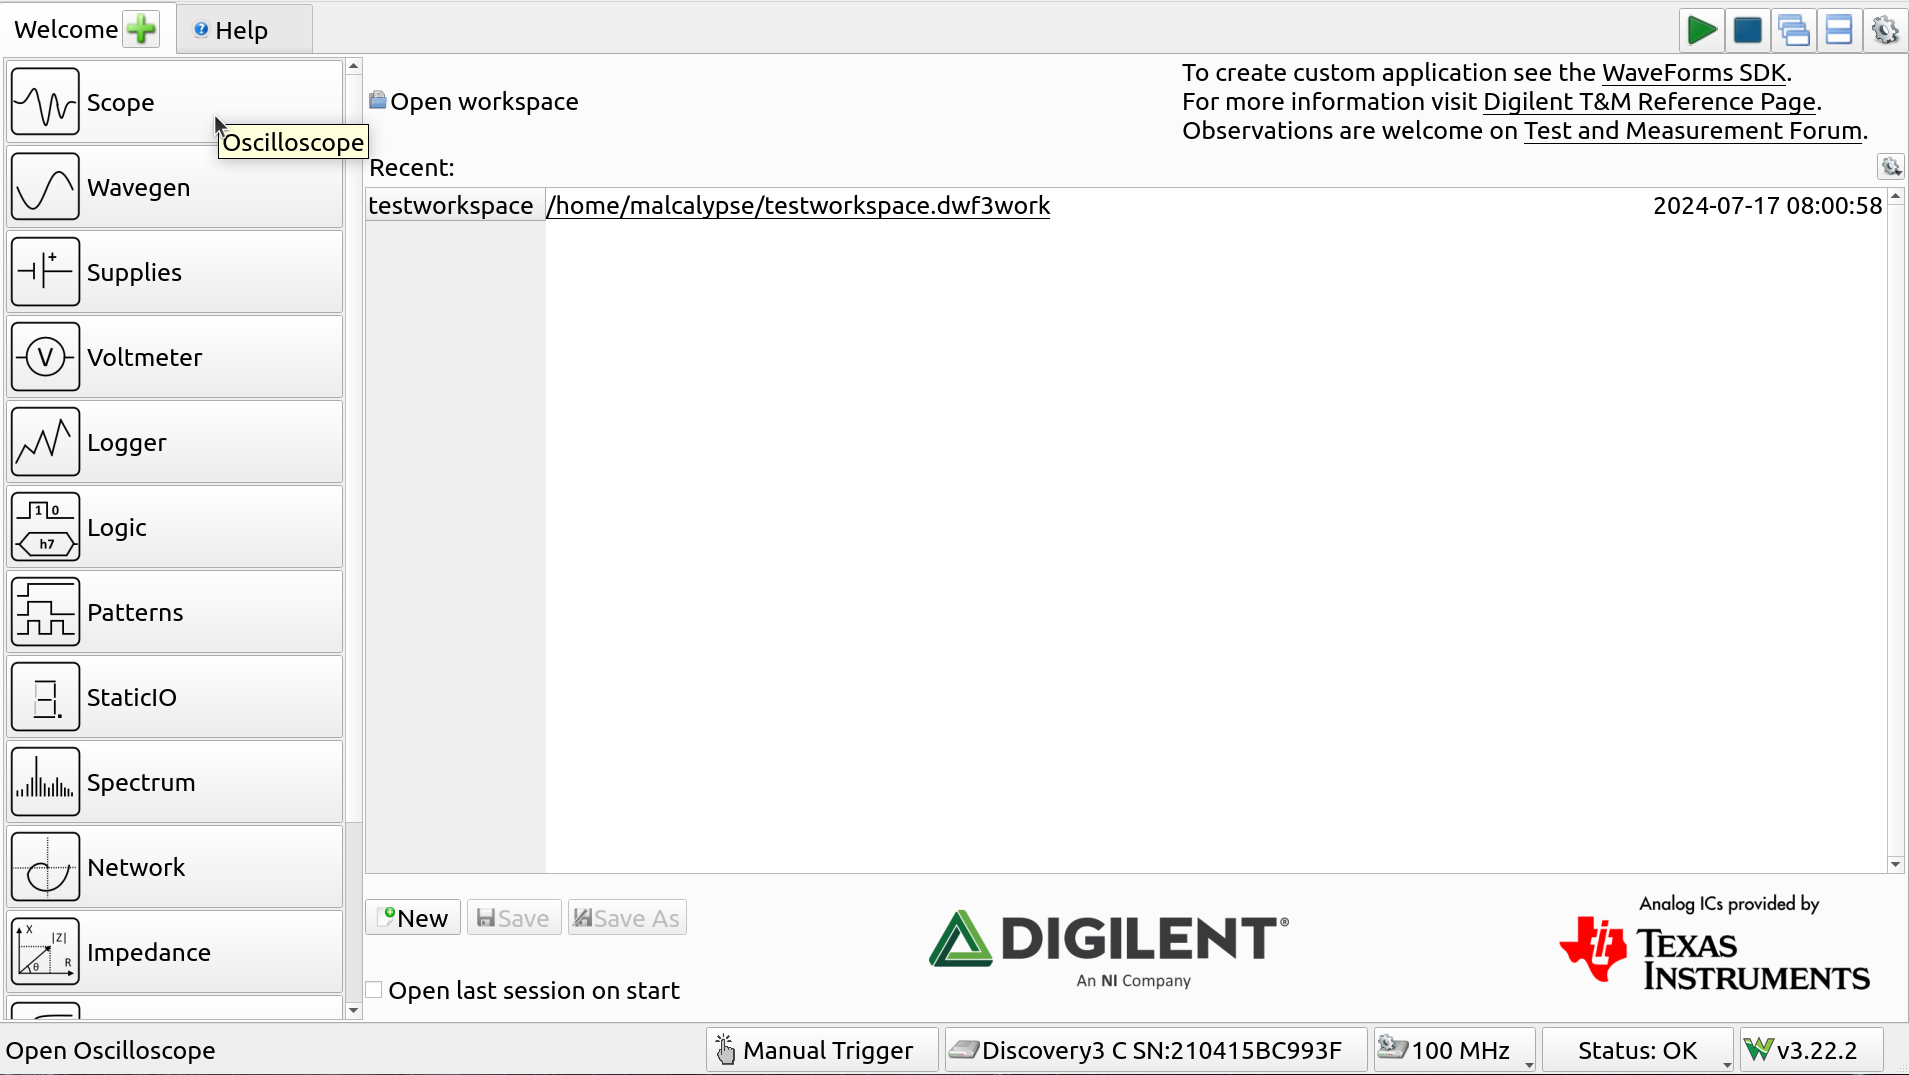 Welcome
Help
Scope
Oscilloscope
Wavegen
Supplies
Voltmeter
V
Logger
Logic
1 0
h7
Patterns
StaticIO
Spectrum
Network
Impedance
X
|Z|
R
θ
Open workspace
To create custom application see the WaveForms SDK.
For more information visit Digilent T&M Reference Page.
Observations are welcome on Test and Measurement Forum.
Recent:
testworkspace /home/malcalypse/testworkspace.dwf3work 2024-07-17 08:00:58
New Save Save As
Open last session on start
DIGILENT®
An NI Company
Analog ICs provided by
TEXAS
INSTRUMENTS
Open Oscilloscope
Manual Trigger
Discovery3 C SN:210415BC993F
100 MHz
Status: OK
v3.22.2